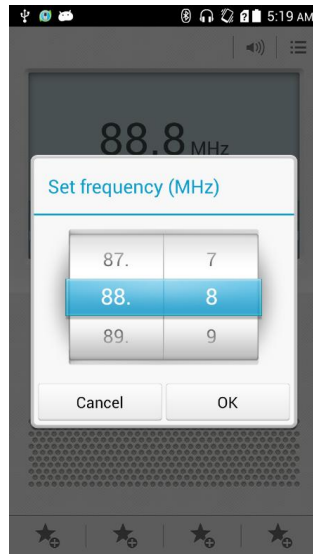 5:19 AM
88.8 MHz
Set frequency (MHz)
87. 7
88. 8
89. 9
Cancel OK